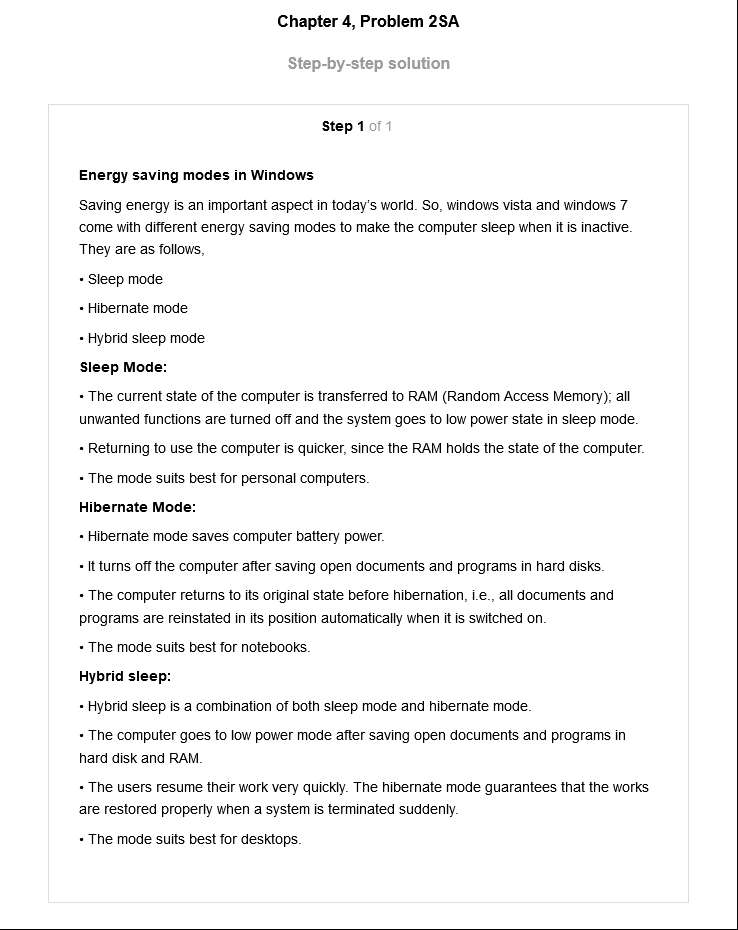 Chapter 4, Problem 2SA
Step-by-step solution
Step 1 of 1
Energy saving modes in Windows
Saving energy is an important aspect in today's world. So, windows vista and windows 7
come with different energy saving modes to make the computer sleep when it is inactive.
They are as follows,
• Sleep mode
• Hibernate mode
• Hybrid sleep mode
Sleep Mode:
• The current state of the computer is transferred to RAM (Random Access Memory); all
unwanted functions are turned off and the system goes to low power state in sleep mode.
• Returning to use the computer is quicker, since the RAM holds the state of the computer.
• The mode suits best for personal computers.
Hibernate Mode:
• Hibernate mode saves computer battery power.
• It turns off the computer after saving open documents and programs in hard disks.
• The computer returns to its original state before hibernation, i.e., all documents and
programs are reinstated in its position automatically when it is switched on.
• The mode suits best for notebooks.
Hybrid sleep:
• Hybrid sleep is a combination of both sleep mode and hibernate mode.
• The computer goes to low power mode after saving open documents and programs in
hard disk and RAM.
• The users resume their work very quickly. The hibernate mode guarantees that the works
are restored properly when a system is terminated suddenly.
• The mode suits best for desktops.